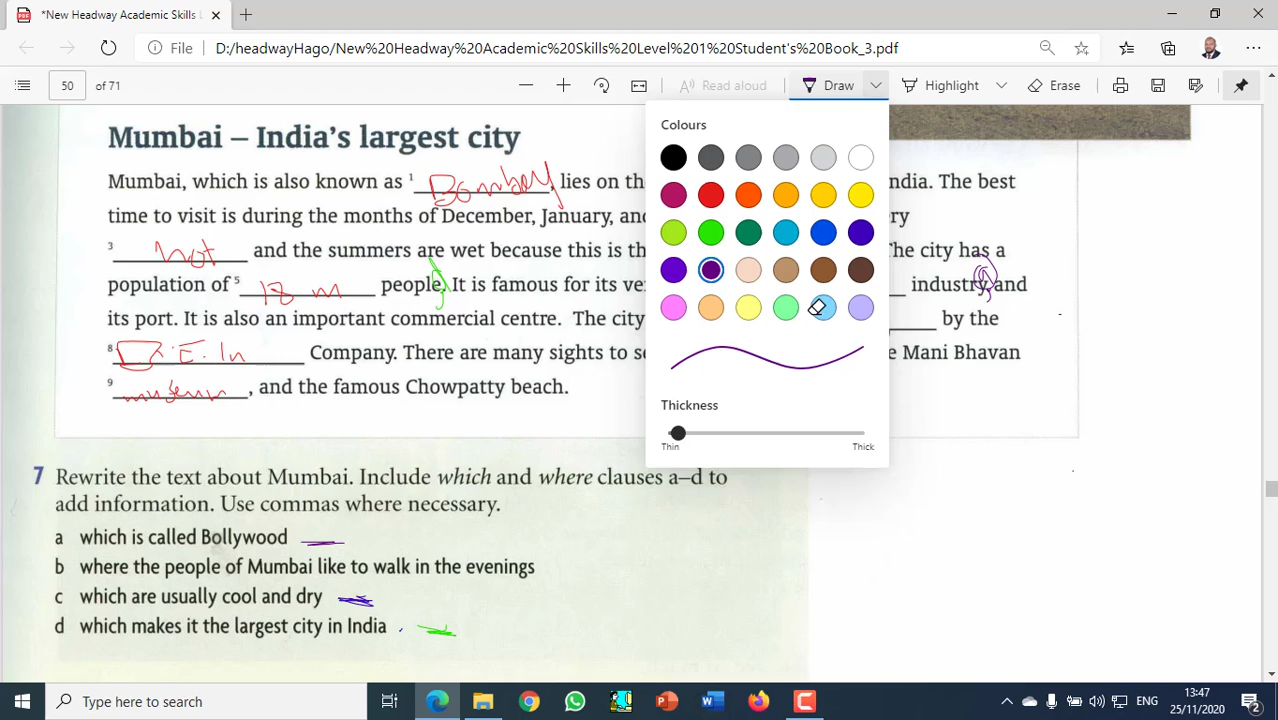 *New Headway Academic Skills L
File D:/headwayHago/New%20Headway%20Academic%20Skills%20Level%201%20Student's%20Book_3.pdf
50 of 71 Read aloud Draw Highlight Erase
Colours
Mumbai – India's largest city
Mumbai, which is also known as 1 Bombay, lies on the ndia. The best
time to visit is during the months of December, January, and ery
3 hot and the summers are wet because this is th he city has a
population of 5 18 m people. It is famous for its ve industry and
its port. It is also an important commercial centre. The city by the
8 E. In Company. There are many sights to s e Mani Bhavan
9 museum, and the famous Chowpatty beach.
Thickness
Thin Thick
7 Rewrite the text about Mumbai. Include which and where clauses a–d to
add information. Use commas where necessary.
a which is called Bollywood
b where the people of Mumbai like to walk in the evenings
c which are usually cool and dry
d which makes it the largest city in India
Type here to search
ENG
13:47
25/11/2020
2